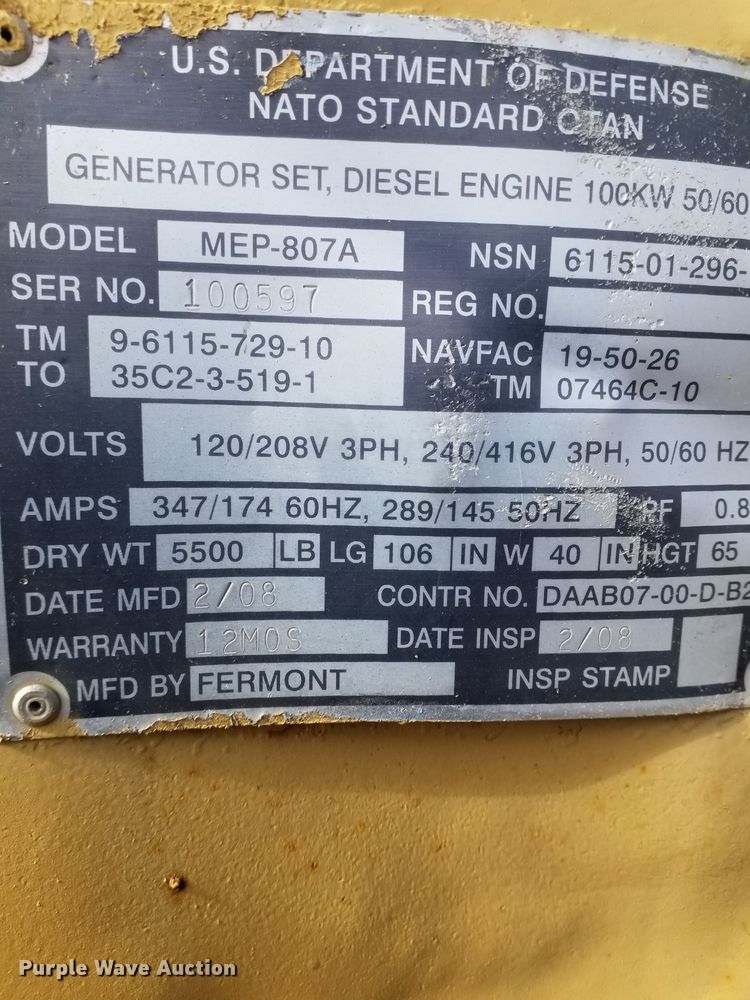 U.S. DEPARTMENT OF DEFENSE
NATO STANDARD
GENERATOR SET, DIESEL ENGINE 100KW 50/60
MODEL MEP-807A NSN 6115-01-296-
SER NO. 100597 REG NO.
TM 9-6115-729-10 NAVFAC 19-50-26
TO 35C2-3-519-1 TM 07464C-10
VOLTS 120/208V 3PH, 240/416V 3PH, 50/60 HZ
AMPS 347/174 60HZ, 289/145 50HZ PF 0.8
DRY WT 5500 LB LG 106 IN W 40 IN HGT 65
DATE MFD 2/08 CONTR NO. DAAB07-00-D-B2
WARRANTY 12MOS DATE INSP 2/08
MFD BY FERMONT INSP STAMP
Purple Wave Auction